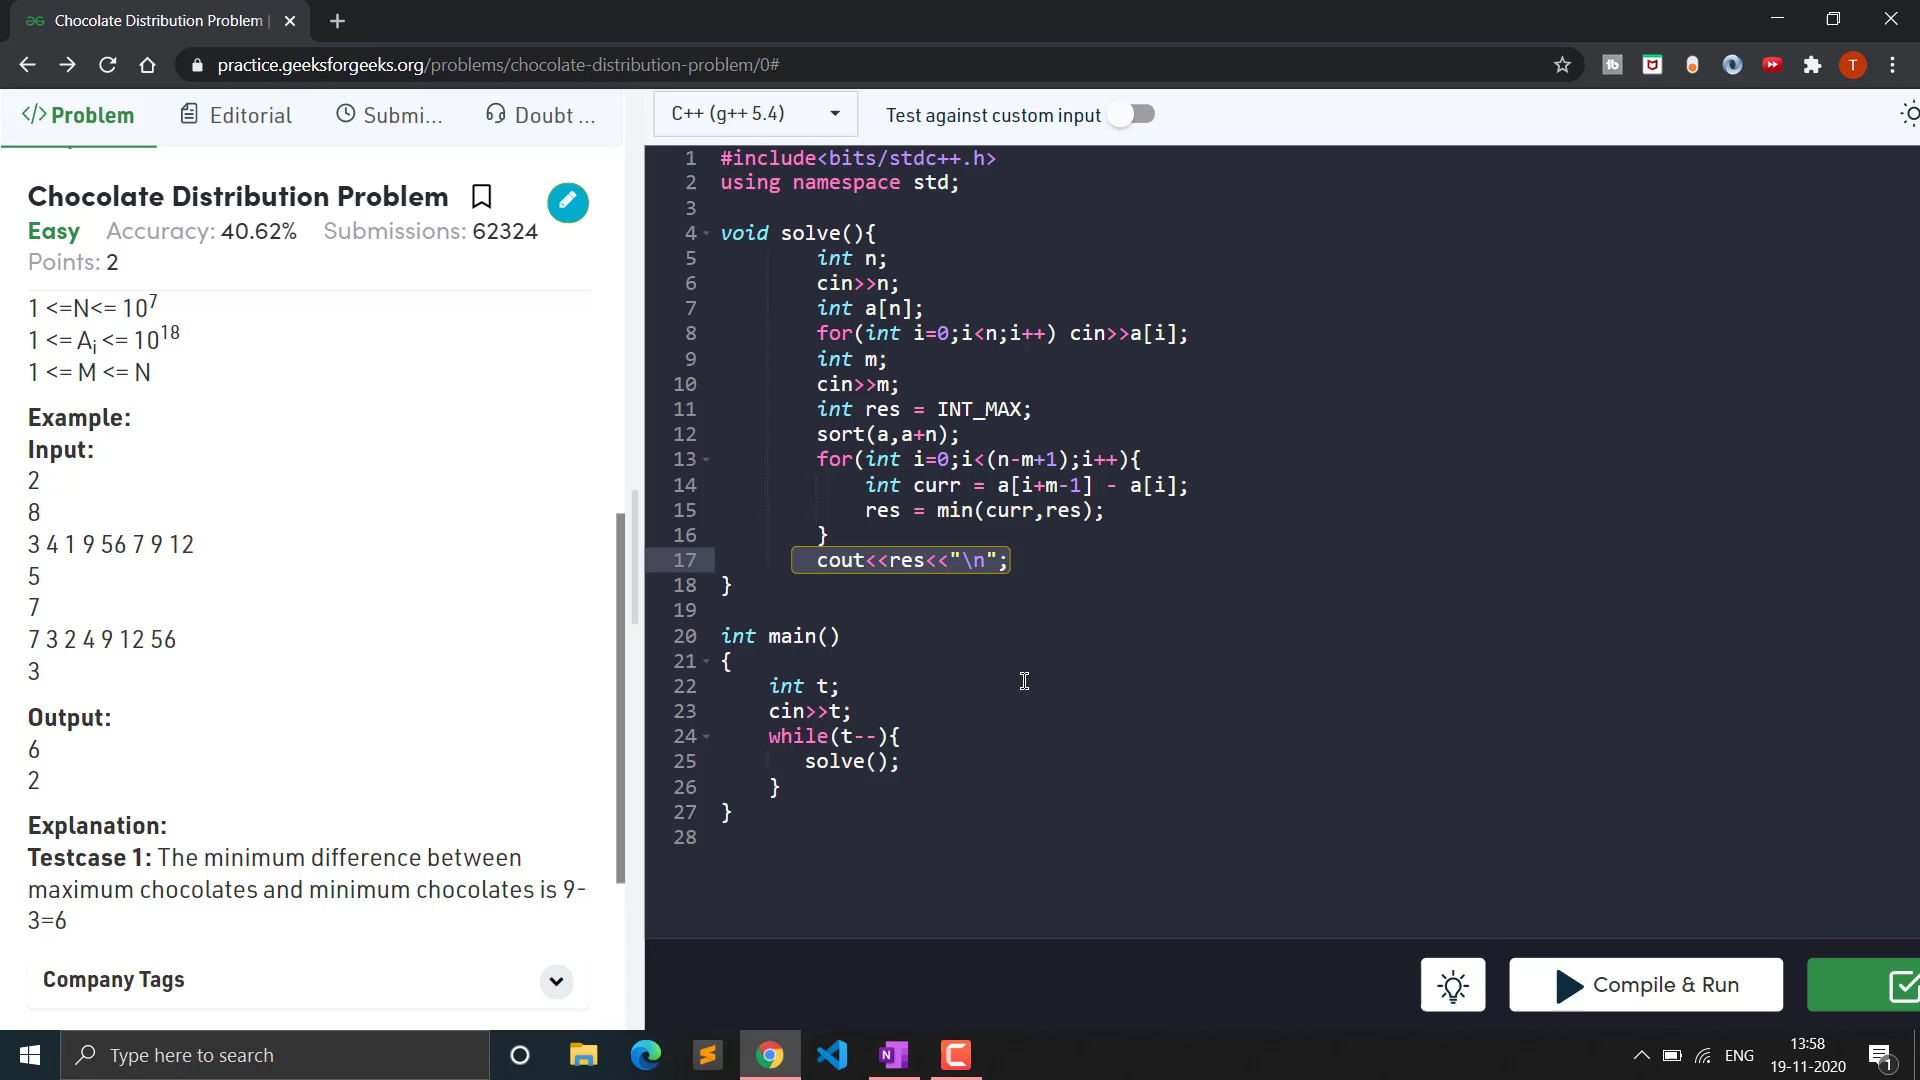 Chocolate Distribution Problem |
practice.geeksforgeeks.org/problems/chocolate-distribution-problem/0#
T
</> Problem
Editorial
Submi...
Doubt ...
Chocolate Distribution Problem
Easy Accuracy: 40.62% Submissions: 62324
Points: 2
1 <=N<= 10^7
1 <= A_i <= 10^18
1 <= M <= N
Example:
Input:
2
8
3 4 1 9 56 7 9 12
5
7
7 3 2 4 9 12 56
3
Output:
6
2
Explanation:
Testcase 1: The minimum difference between
maximum chocolates and minimum chocolates is 9-
3=6
Company Tags
C++ (g++ 5.4)
Test against custom input
1 #include<bits/stdc++.h>
2 using namespace std;
3
4 void solve(){
5 int n;
6 cin>>n;
7 int a[n];
8 for(int i=0;i<n;i++) cin>>a[i];
9 int m;
10 cin>>m;
11 int res = INT_MAX;
12 sort(a,a+n);
13 for(int i=0;i<(n-m+1);i++){
14 int curr = a[i+m-1] - a[i];
15 res = min(curr,res);
16 }
17 cout<<res<<"\n";
18 }
19
20 int main()
21 {
22 int t;
23 cin>>t;
24 while(t--){
25 solve();
26 }
27 }
28
Compile & Run
Type here to search
ENG
13:58
19-11-2020
1